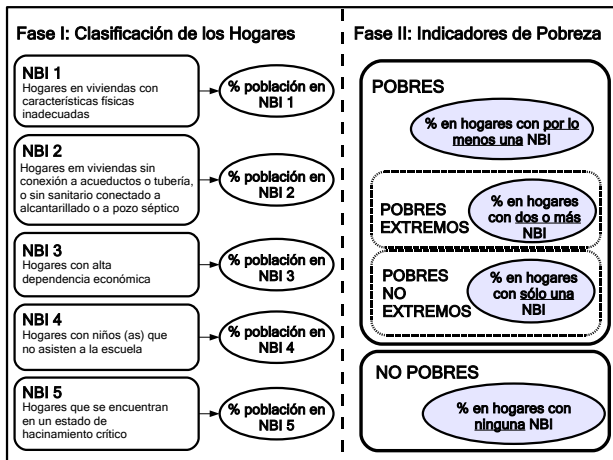 Fase I: Clasificación de los Hogares
NBI 1
Hogares en viviendas con
características físicas
inadecuadas
% población en
NBI 1
NBI 2
Hogares em viviendas sin
conexión a acueductos o tubería,
o sin sanitario conectado a
alcantarillado o a pozo séptico
% población en
NBI 2
NBI 3
Hogares con alta
dependencia económica
% población en
NBI 3
NBI 4
Hogares con niños (as) que
no asisten a la escuela
% población en
NBI 4
NBI 5
Hogares que se encuentran
en un estado de
hacinamiento crítico
% población en
NBI 5
Fase II: Indicadores de Pobreza
POBRES
% en hogares con por lo
menos una NBI
POBRES
EXTREMOS
% en hogares
con dos o más
NBI
POBRES
NO
EXTREMOS
% en hogares
con sólo una
NBI
NO POBRES
% en hogares con
ninguna NBI